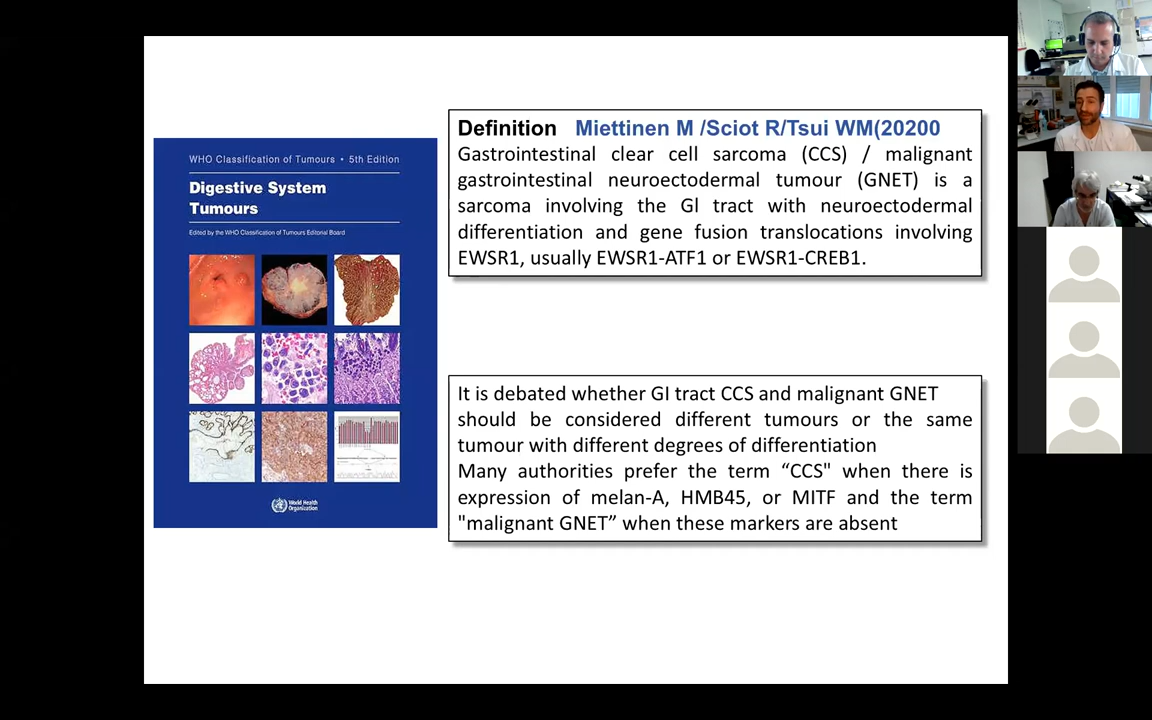 WHO Classification of Tumours • 5th Edition
Digestive System
Tumours
Edited by the WHO Classification of Tumours Editorial Board
World Health
Organization
Definition Miettinen M /Sciot R/Tsui WM(20200
Gastrointestinal clear cell sarcoma (CCS) / malignant
gastrointestinal neuroectodermal tumour (GNET) is a
sarcoma involving the Gl tract with neuroectodermal
differentiation and gene fusion translocations involving
EWSR1, usually EWSR1-ATF1 or EWSR1-CREB1.
It is debated whether GI tract CCS and malignant GNET
should be considered different tumours or the same
tumour with different degrees of differentiation
Many authorities prefer the term “CCS" when there is
expression of melan-A, HMB45, or MITF and the term
"malignant GNET” when these markers are absent